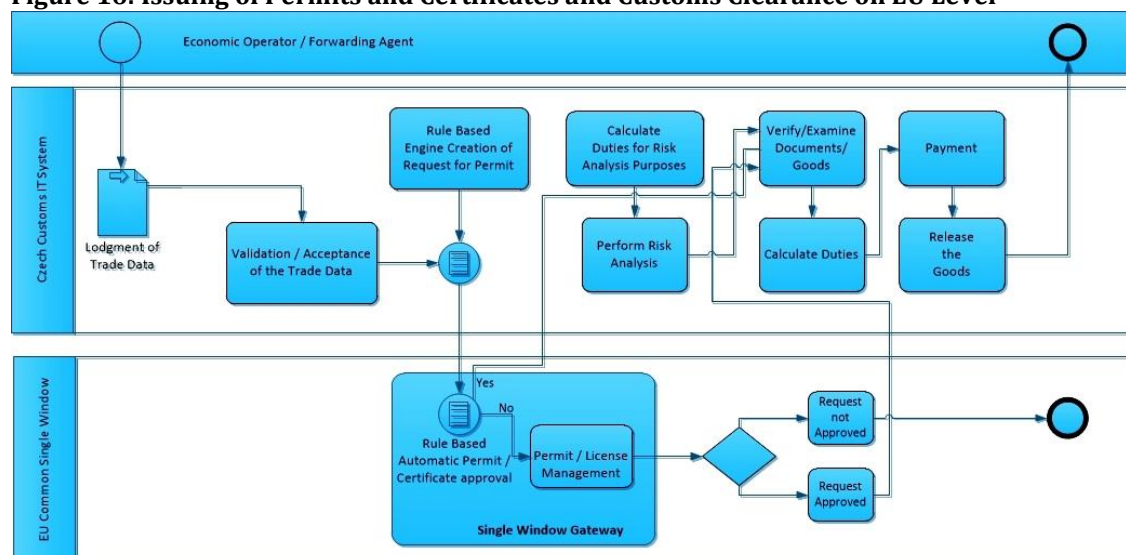 Figure 16: Issuing of Permits and Certificates and Customs Clearance on EU Level
Economic Operator / Forwarding Agent
Czech Customs IT System
Lodgment of
Trade Data
Validation / Acceptance
of the Trade Data
Rule Based
Engine Creation of
Request for Permit
Calculate
Duties for Risk
Analysis Purposes
Perform Risk
Analysis
Verify/Examine
Documents/
Goods
Calculate Duties
Payment
Release
the
Goods
EU Common Single Window
Yes
No
Rule Based
Automatic Permit /
Certificate approval
Permit / License
Management
Single Window Gateway
Request
not
Approved
Request
Approved